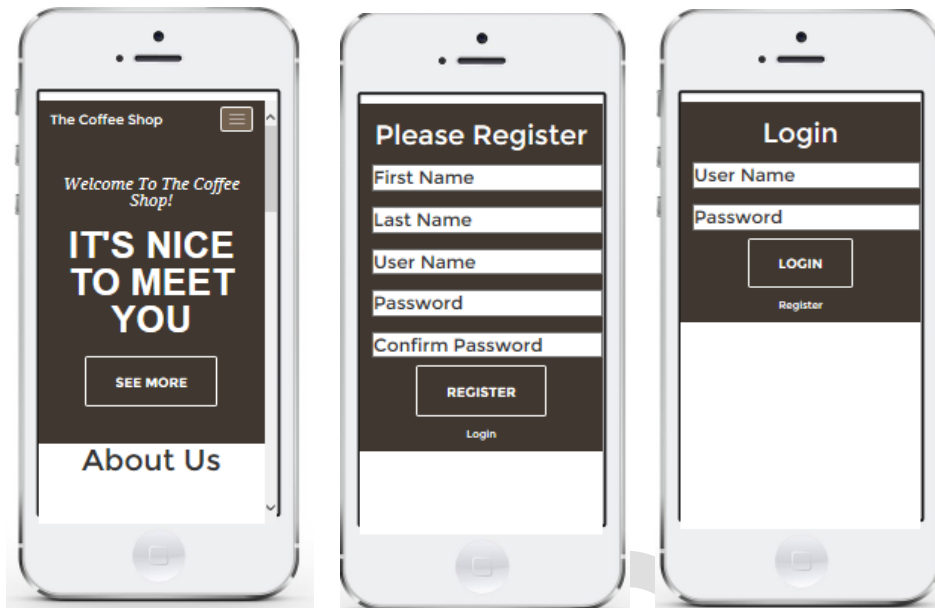 The Coffee Shop
Welcome To The Coffee
Shop!
IT'S NICE
TO MEET
YOU
SEE MORE
About Us
Please Register
First Name
Last Name
User Name
Password
Confirm Password
REGISTER
Login
Login
User Name
Password
LOGIN
Register